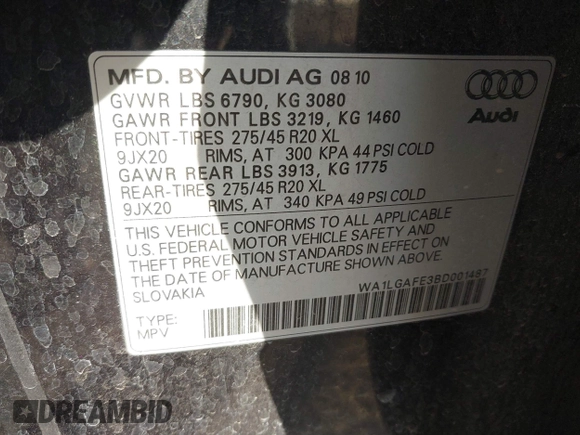 MFD. BY AUDI AG 08 10
GVWR LBS 6790, KG 3080
GAWR FRONT LBS 3219, KG 1460
FRONT-TIRES 275/45 R20 XL
9JX20 RIMS, AT 300 KPA 44 PSI COLD
GAWR REAR LBS 3913, KG 1775
REAR-TIRES 275/45 R20 XL
9JX20 RIMS, AT 340 KPA 49 PSI COLD
THIS VEHICLE CONFORMS TO ALL APPLICABLE
U.S. FEDERAL MOTOR VEHICLE SAFETY AND
THEFT PREVENTION STANDARDS IN EFFECT ON
THE DATE OF MANUFACTURE SHOWN ABOVE.
SLOVAKIA
Audi
WA1LGAFE3BD001487
TYPE:
MPV
DREAMBID